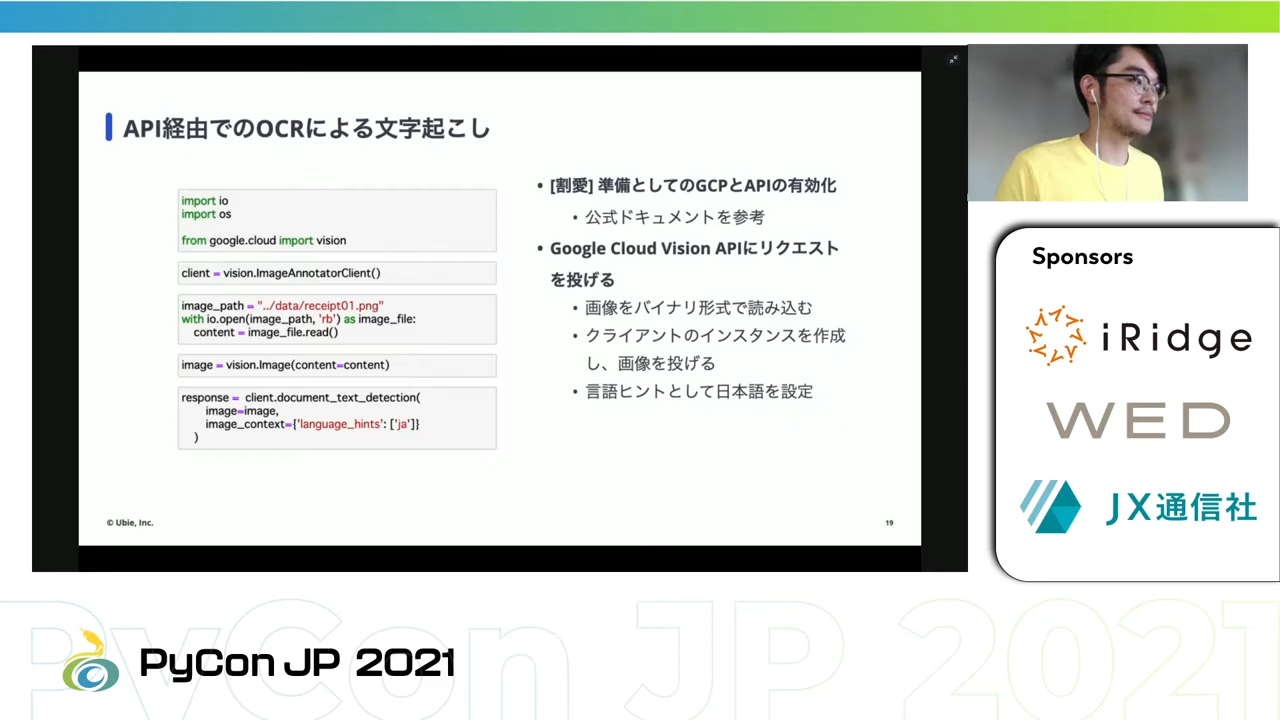 API経由でのOCRによる文字起こし
import io
import os
from google.cloud import vision
client = vision.ImageAnnotatorClient()
image_path = "../data/receipt01.png"
with io.open(image_path, 'rb') as image_file:
content = image_file.read()
image = vision.Image(content=content)
response = client.document_text_detection(
image=image,
image_context={'language_hints': ['ja']}
)
• [割愛] 準備としてのGCPとAPIの有効化
• 公式ドキュメントを参考
• Google Cloud Vision APIにリクエスト
を投げる
• 画像をバイナリ形式で読み込む
• クライアントのインスタンスを作成
し、画像を投げる
• 言語ヒントとして日本語を設定
© Ubie, Inc.
19
Sponsors
iRidge
WED
JX通信社
PyCon JP 2021
PyCon JP 2021